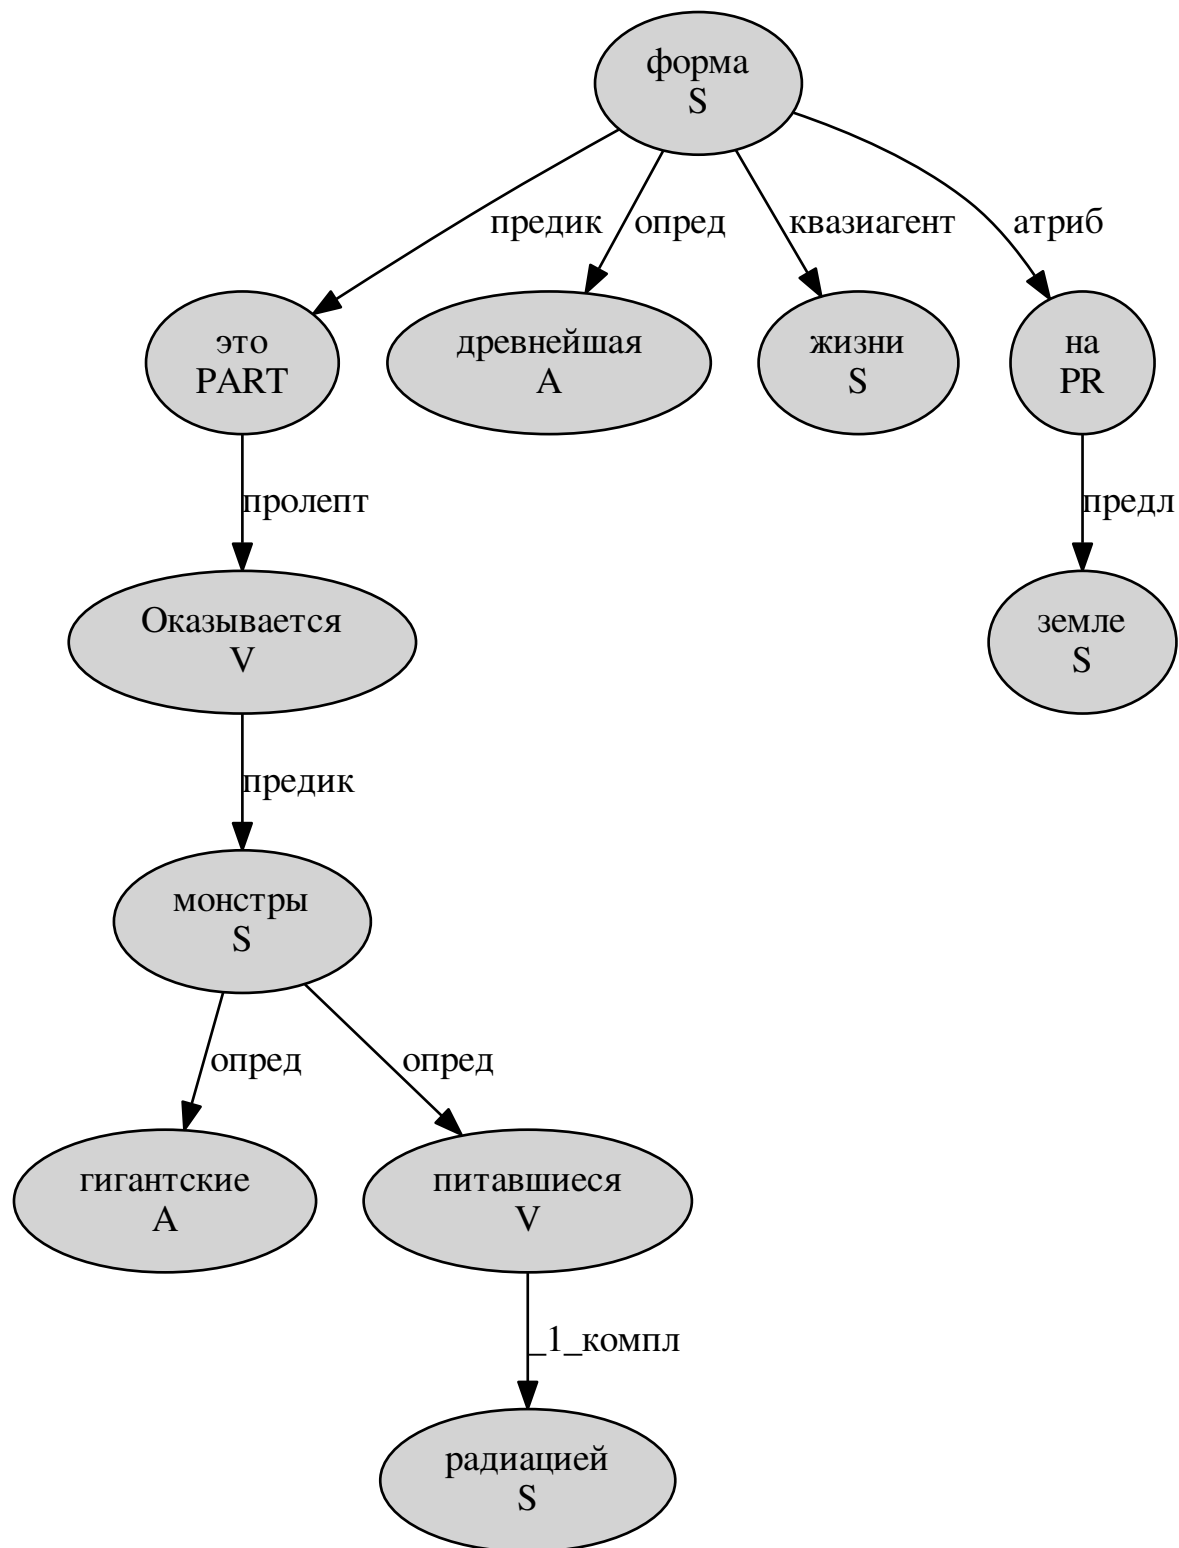 форма
S
предик
опред
квазиагент
атриб
это
PART
древнейшая
A
жизни
S
на
PR
пролепт
предл
Оказывается
V
земле
S
предик
монстры
S
опред
опред
гигантские
A
питавшиеся
V
_1_компл
радиацией
S